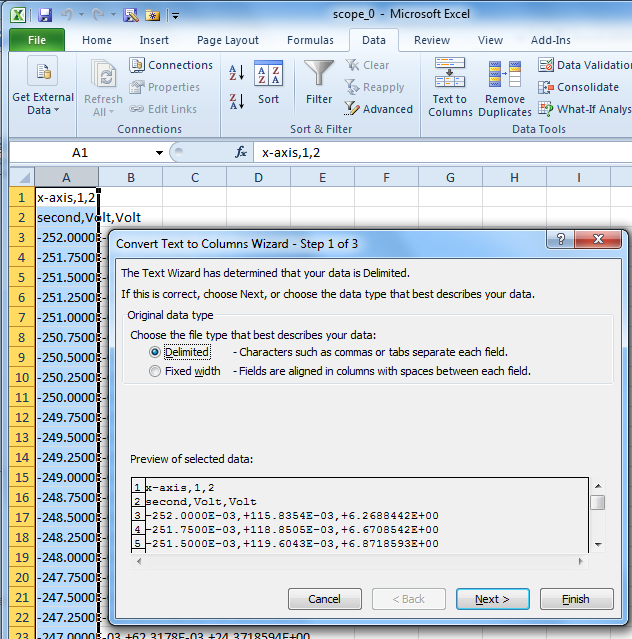 scope_0 - Microsoft Excel
File Home Insert Page Layout Formulas Data Review View Add-Ins
Get External Data
Refresh All
Connections
Properties
Edit Links
Connections
Sort
Filter
Clear
Reapply
Advanced
Sort & Filter
Text to Columns
Remove Duplicates
Data Validation
Consolidate
What-If Analys
Data Tools
A1 fx x-axis,1,2
A B C D E F G H I
1 x-axis,1,2
2 second,Volt,Volt
3 -252.0000
4 -251.7500
5 -251.5000
6 -251.2500
7 -251.0000
8 -250.7500
9 -250.5000
10 -250.2500
11 -250.0000
12 -249.7500
13 -249.5000
14 -249.2500
15 -249.0000
16 -248.7500
17 -248.5000
18 -248.2500
19 -248.0000
20 -247.7500
21 -247.5000
22 -247.2500
23 -247.0000E-03,+62.3178E-03,+24.3718594E+00
Convert Text to Columns Wizard - Step 1 of 3
The Text Wizard has determined that your data is Delimited.
If this is correct, choose Next, or choose the data type that best describes your data.
Original data type
Choose the file type that best describes your data:
Delimited - Characters such as commas or tabs separate each field.
Fixed width - Fields are aligned in columns with spaces between each field.
Preview of selected data:
1 x-axis,1,2
2 second,Volt,Volt
3 -252.0000E-03,+115.8354E-03,+6.2688442E+00
4 -251.7500E-03,+118.8505E-03,+6.6708542E+00
5 -251.5000E-03,+119.6043E-03,+6.8718593E+00
Cancel < Back Next > Finish